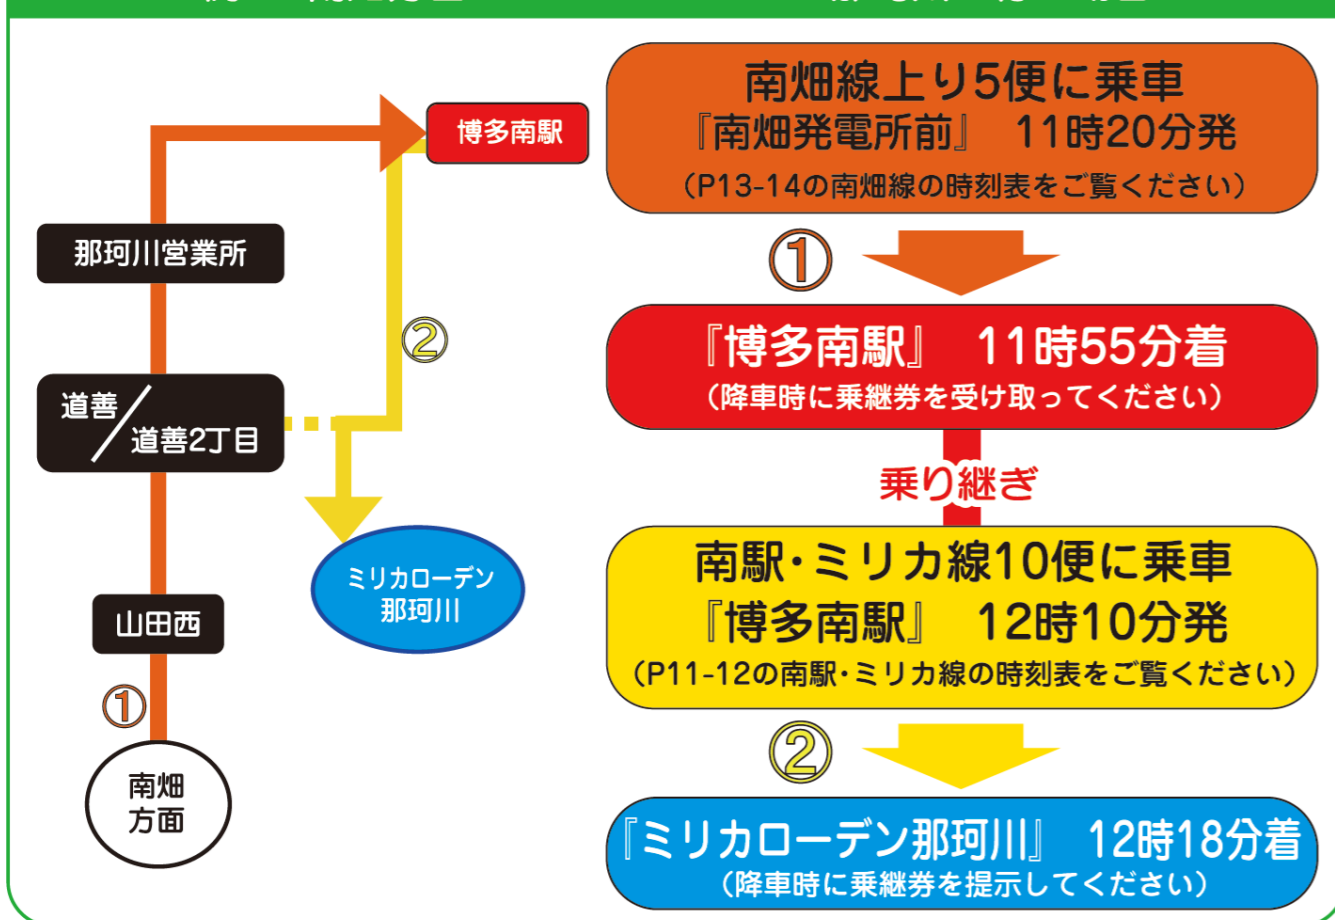 博多南駅
那珂川営業所
②
道善/
道善2丁目
ミリカローデン
那珂川
山田西
①
南畑
方面
南畑線上り5便に乗車
『南畑発電所前』 11時20分発
(P13-14の南畑線の時刻表をご覧ください)
①
『博多南駅』 11時55分着
(降車時に乗継券を受け取ってください)
乗り継ぎ
南駅・ミリカ線10便に乗車
『博多南駅』 12時10分発
(P11-12の南駅・ミリカ線の時刻表をご覧ください)
②
『ミリカローデン那珂川』 12時18分着
(降車時に乗継券を提示してください)